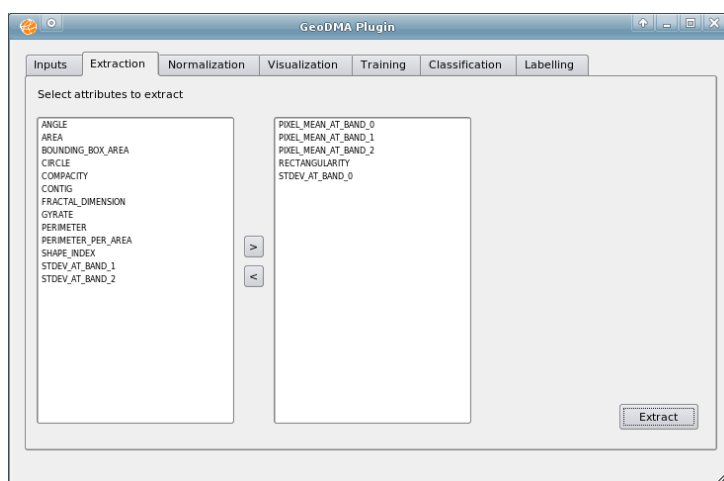 GeoDMA Plugin
Inputs Extraction Normalization Visualization Training Classification Labelling
Select attributes to extract
ANGLE
AREA
BOUNDING_BOX_AREA
CIRCLE
COMPACITY
CONTIG
FRACTAL_DIMENSION
GYRATE
PERIMETER
PERIMETER_PER_AREA
SHAPE_INDEX
STDEV_AT_BAND_1
STDEV_AT_BAND_2
>
<
PIXEL_MEAN_AT_BAND_0
PIXEL_MEAN_AT_BAND_1
PIXEL_MEAN_AT_BAND_2
RECTANGULARITY
STDEV_AT_BAND_0
Extract